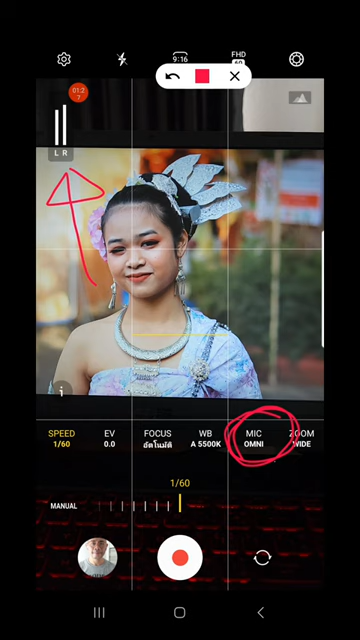 9:16
FHD
60
01:27
L R
SPEED EV FOCUS WB MIC ZOOM
1/60 0.0 อัตโนมัติ A 5500K OMNI WIDE
1/60
MANUAL